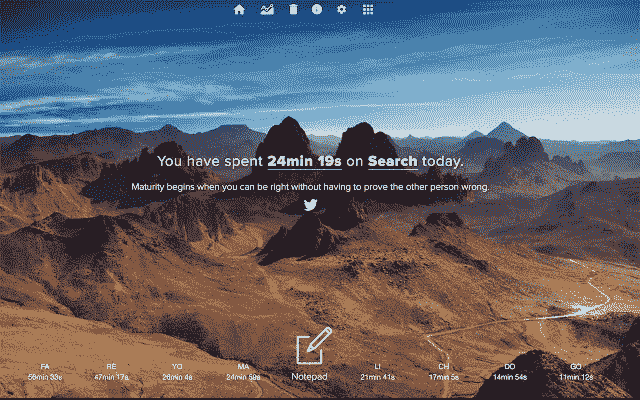 You have spent 24min 19s on Search today.
Maturity begins when you can be right without having to prove the other person wrong.
Notepad
FA RE YO MA LI CH DO GO
56min 33s 47min 17s 26min 4s 24min 58s 21min 41s 17min 5s 14min 54s 11min 12s